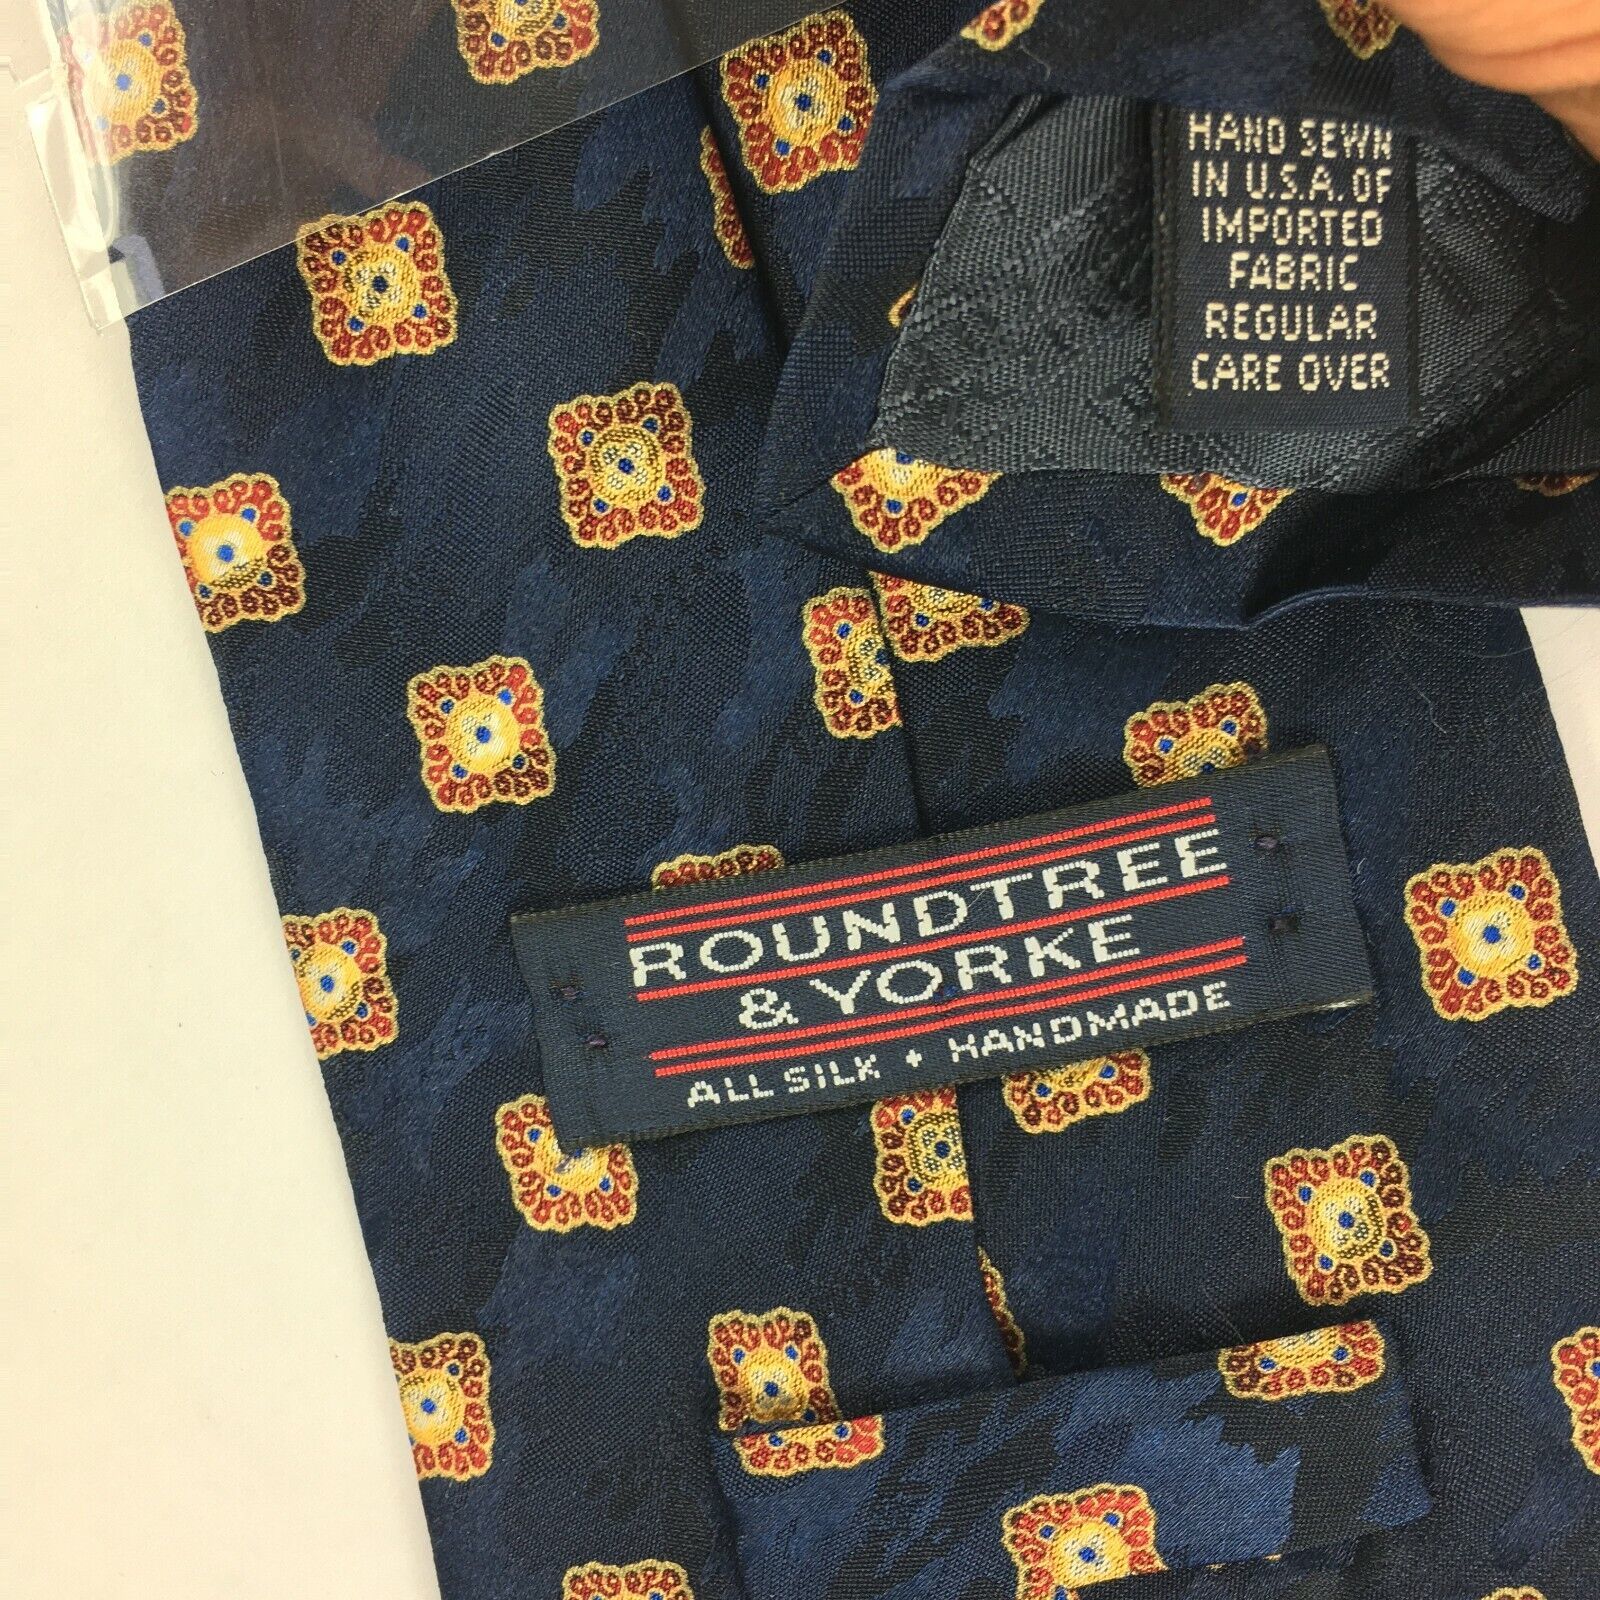 HAND SEWN
IN U.S.A. OF
IMPORTED
FABRIC
REGULAR
CARE OVER
ROUNDTREE
& YORKE
ALL SILK + HANDMADE